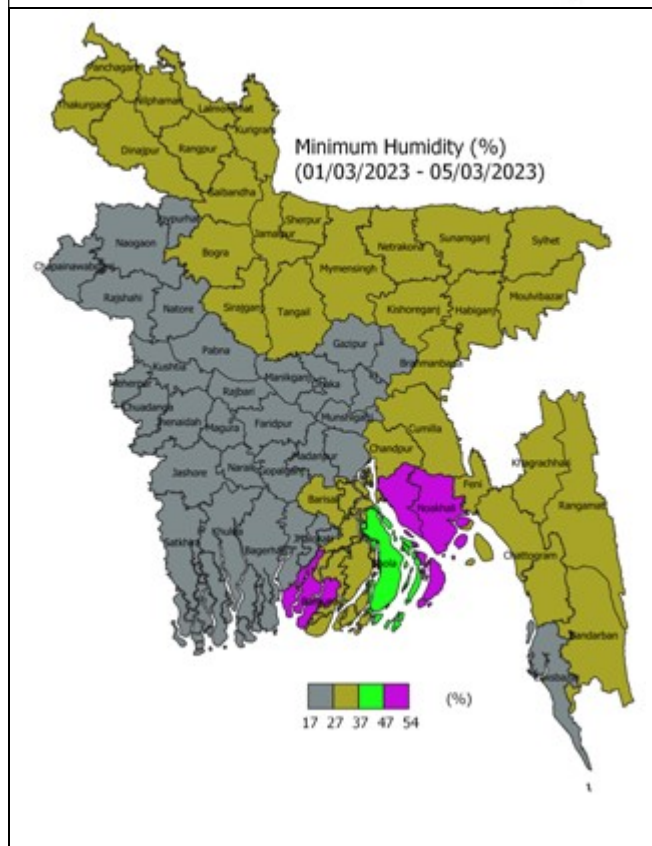 Panchagarh
Thakurgaon
Nilphamari
Lalmonirhat
Kurigram
Dinajpur
Rangpur
Minimum Humidity (%)
(01/03/2023 - 05/03/2023)
Gaibandha
Joypurhat
Sherpur
Jamalpur
Naogaon
Netrakona
Sunamganj
Sylhet
Bogra
Mymensingh
Chapainawabganj
Rajshahi
Natore
Sirajganj
Tangail
Kishoreganj
Habiganj
Moulvibazar
Gazipur
Pabna
Brahmanbaria
Kushtia
Manikganj
Dhaka
Meherpur
Rajbari
Chuadanga
Jhenaidah
Magura
Faridpur
Munshiganj
Cumilla
Chandpur
Madaripur
Jashore
Narail
Gopalganj
Khagrachhari
Feni
Barisal
Noakhali
Rangamati
Satkhira
Khulna
Bagerhat
Pirojpur
Chattogram
Bhola
Bandarban
(%)
17 27 37 47 54
1